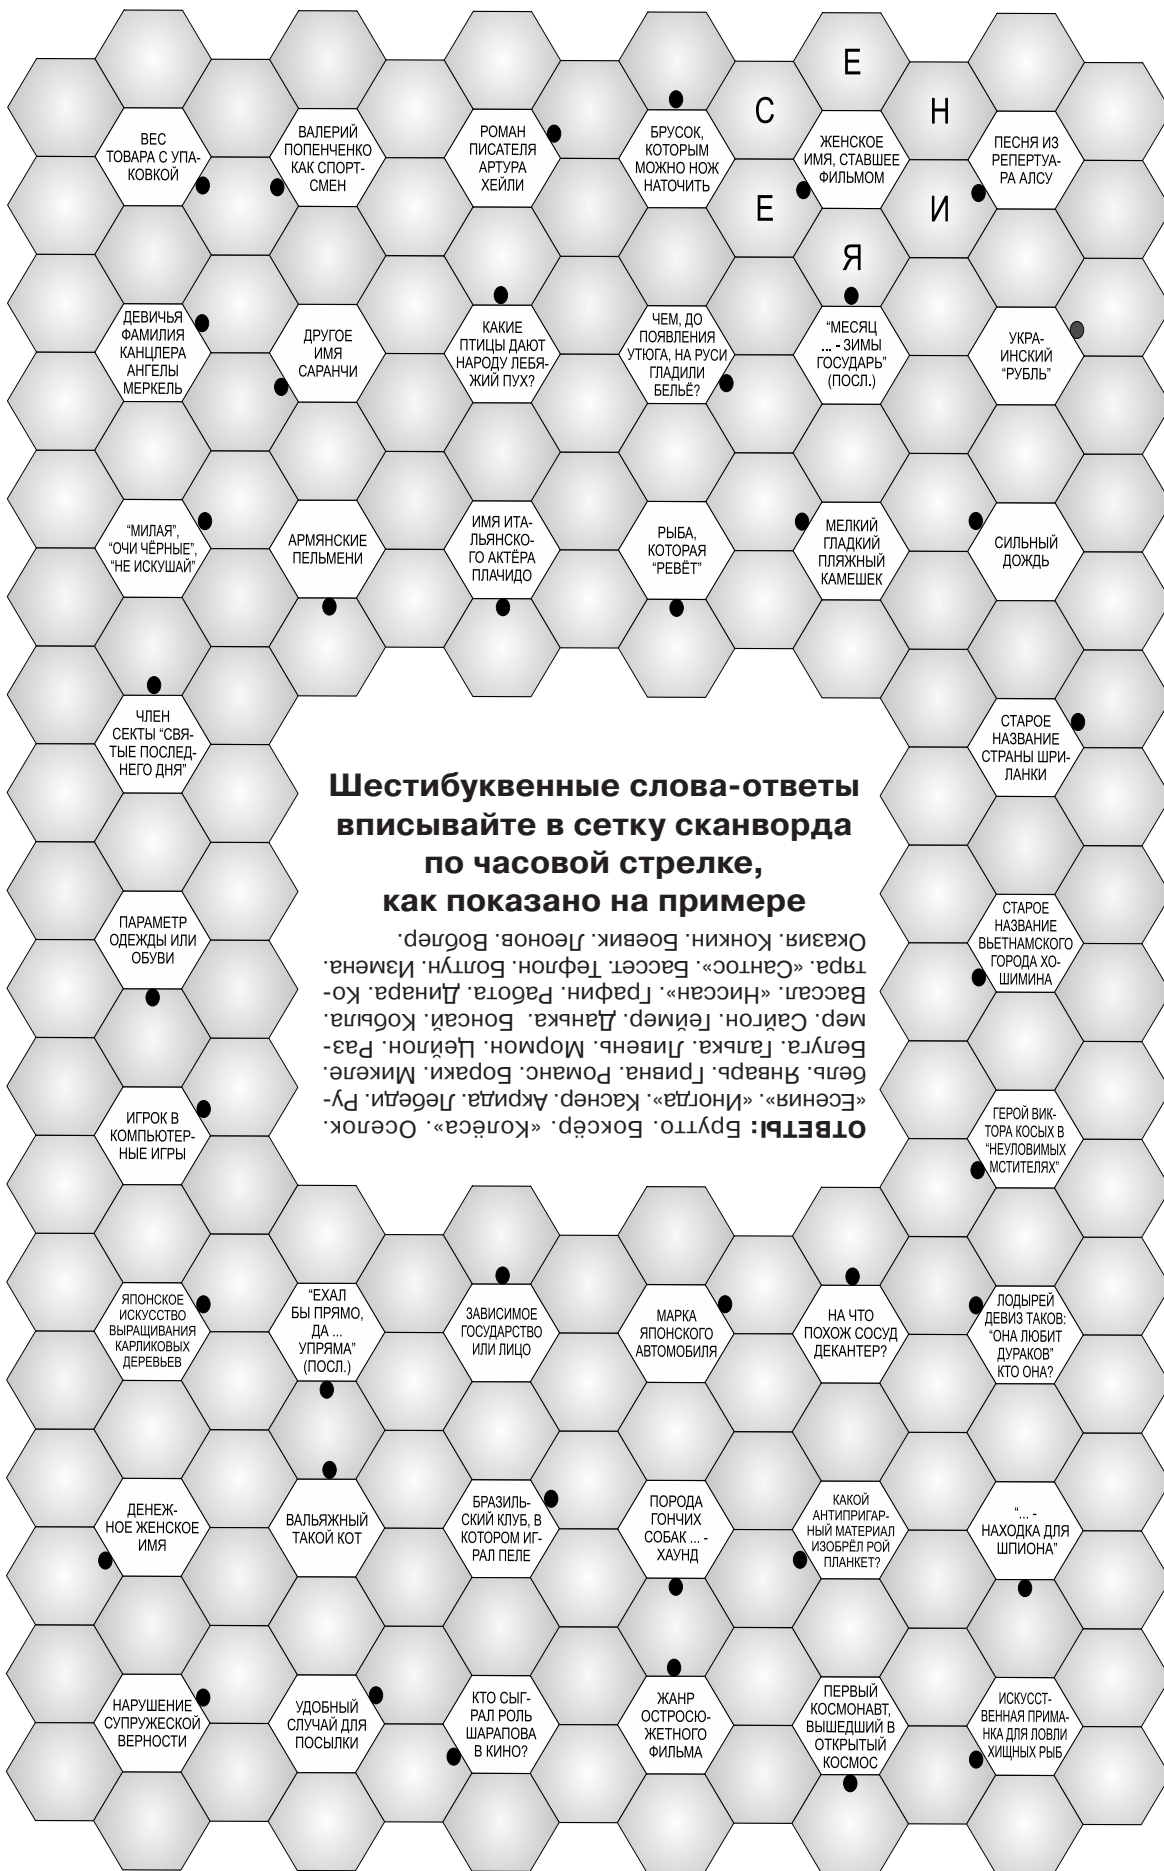 Е
С
Н
ВЕС
ТОВАРА С УПА-
КОВКОЙ
ВАЛЕРИЙ
ПОПЕНЧЕНКО
КАК СПОРТ-
СМЕН
РОМАН
ПИСАТЕЛЯ
АРТУРА
ХЕЙЛИ
БРУСОК,
КОТОРЫМ
МОЖНО НОЖ
НАТОЧИТЬ
ЖЕНСКОЕ
ИМЯ, СТАВШЕЕ
ФИЛЬМОМ
ПЕСНЯ ИЗ
РЕПЕРТУА-
РА АЛСУ
Е
И
Я
ДЕВИЧЬЯ
ФАМИЛИЯ
КАНЦЛЕРА
АНГЕЛЫ
МЕРКЕЛЬ
ДРУГОЕ
ИМЯ
САРАНЧИ
КАКИЕ
ПТИЦЫ ДАЮТ
НАРОДУ ЛЕБЯ-
ЖИЙ ПУХ?
ЧЕМ, ДО
ПОЯВЛЕНИЯ
УТЮГА, НА РУСИ
ГЛАДИЛИ
БЕЛЬЁ?
“МЕСЯЦ
... - ЗИМЫ
ГОСУДАРЬ”
(ПОСЛ.)
УКРА-
ИНСКИЙ
“РУБЛЬ”
“МИЛАЯ”,
“ОЧИ ЧЁРНЫЕ”,
“НЕ ИСКУШАЙ”
АРМЯНСКИЕ
ПЕЛЬМЕНИ
ИМЯ ИТА-
ЛЬЯНСКО-
ГО АКТЁРА
ПЛАЧИДО
РЫБА,
КОТОРАЯ
“РЕВЁТ”
МЕЛКИЙ
ГЛАДКИЙ
ПЛЯЖНЫЙ
КАМЕШЕК
СИЛЬНЫЙ
ДОЖДЬ
ЧЛЕН
СЕКТЫ “СВЯ-
ТЫЕ ПОСЛЕД-
НЕГО ДНЯ”
СТАРОЕ
НАЗВАНИЕ
СТРАНЫ ШРИ-
ЛАНКИ
Шестибуквенные слова-ответы
вписывайте в сетку сканворда
по часовой стрелке,
как показано на примере
ПАРАМЕТР
ОДЕЖДЫ ИЛИ
ОБУВИ
СТАРОЕ
НАЗВАНИЕ
ВЬЕТНАМСКОГО
ГОРОДА ХО-
ШИМИНА
ОТВЕТЫ: Брутто. Боксёр. «Колёса». Оселок.
«Есения». «Иногда». Каснер. Акрида. Лебеди. Ру-
бель. Январь. Гривна. Романс. Бораки. Микеле.
Белуга. Галька. Ливень. Мормон. Цейлон. Раз-
мер. Сайгон. Геймер. Данька. Бонсай. Кобыла.
Вассал. «Ниссан». Графин. Работа. Динара. Ко-
тяра. «Сантос». Бассет. Тефлон. Болтун. Измена.
Оказия. Конкин. Боевик. Леонов. Воблер.
ИГРОК В
КОМПЬЮТЕР-
НЫЕ ИГРЫ
ГЕРОЙ ВИК-
ТОРА КОСЫХ В
“НЕУЛОВИМЫХ
МСТИТЕЛЯХ”
ЯПОНСКОЕ
ИСКУССТВО
ВЫРАЩИВАНИЯ
КАРЛИКОВЫХ
ДЕРЕВЬЕВ
“ЕХАЛ
БЫ ПРЯМО,
ДА ...
УПРЯМА”
(ПОСЛ.)
ЗАВИСИМОЕ
ГОСУДАРСТВО
ИЛИ ЛИЦО
МАРКА
ЯПОНСКОГО
АВТОМОБИЛЯ
НА ЧТО
ПОХОЖ СОСУД
ДЕКАНТЕР?
ЛОДЫРЕЙ
ДЕВИЗ ТАКОВ:
“ОНА ЛЮБИТ
ДУРАКОВ”
КТО ОНА?
ДЕНЕЖ-
НОЕ ЖЕНСКОЕ
ИМЯ
ВАЛЬЯЖНЫЙ
ТАКОЙ КОТ
БРАЗИЛЬ-
СКИЙ КЛУБ, В
КОТОРОМ ИГ-
РАЛ ПЕЛЕ
ПОРОДА
ГОНЧИХ
СОБАК ... -
ХАУНД
КАКОЙ
АНТИПРИГАР-
НЫЙ МАТЕРИАЛ
ИЗОБРЁЛ РОЙ
ПЛАНКЕТ?
“... -
НАХОДКА ДЛЯ
ШПИОНА”
НАРУШЕНИЕ
СУПРУЖЕСКОЙ
ВЕРНОСТИ
УДОБНЫЙ
СЛУЧАЙ ДЛЯ
ПОСЫЛКИ
КТО СЫГ-
РАЛ РОЛЬ
ШАРАПОВА
В КИНО?
ЖАНР
ОСТРОСЮ-
ЖЕТНОГО
ФИЛЬМА
ПЕРВЫЙ
КОСМОНАВТ,
ВЫШЕДШИЙ В
ОТКРЫТЫЙ
КОСМОС
ИСКУССТ-
ВЕННАЯ ПРИМА-
НКА ДЛЯ ЛОВЛИ
ХИЩНЫХ РЫБ